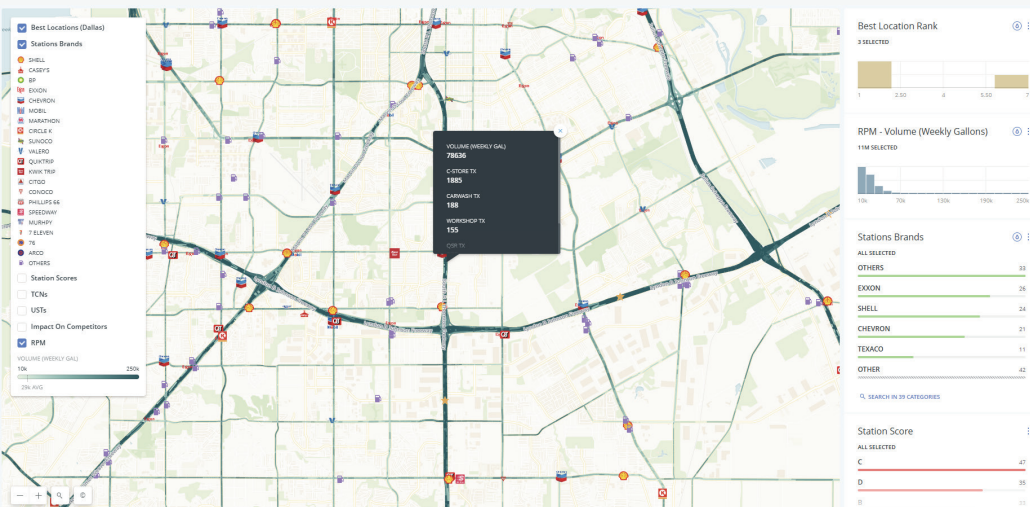 Best Locations (Dallas)
Stations Brands
SHELL
CASEY'S
BP
EXXON
CHEVRON
MOBIL
MARATHON
CIRCLE K
SUNOCO
VALERO
QUIKTRIP
KWIK TRIP
CITGO
CONOCO
PHILLIPS 66
SPEEDWAY
MURHPY
7 ELEVEN
76
ARCO
OTHERS
Station Scores
TCNs
USTs
Impact On Competitors
RPM
VOLUME (WEEKLY GAL)
10k 250k
29k AVG
VOLUME (WEEKLY GAL)
78636
C-STORE TX
1885
CARWASH TX
188
WORKSHOP TX
155
QSR TX
Best Location Rank
3 SELECTED
1 2.50 4 5.50 7
RPM - Volume (Weekly Gallons)
11M SELECTED
10k 70k 130k 190k 250k
Stations Brands
ALL SELECTED
OTHERS 33
EXXON 26
SHELL 24
CHEVRON 21
TEXACO 11
OTHER 42
SEARCH IN 39 CATEGORIES
Station Score
ALL SELECTED
C 47
D 35
B